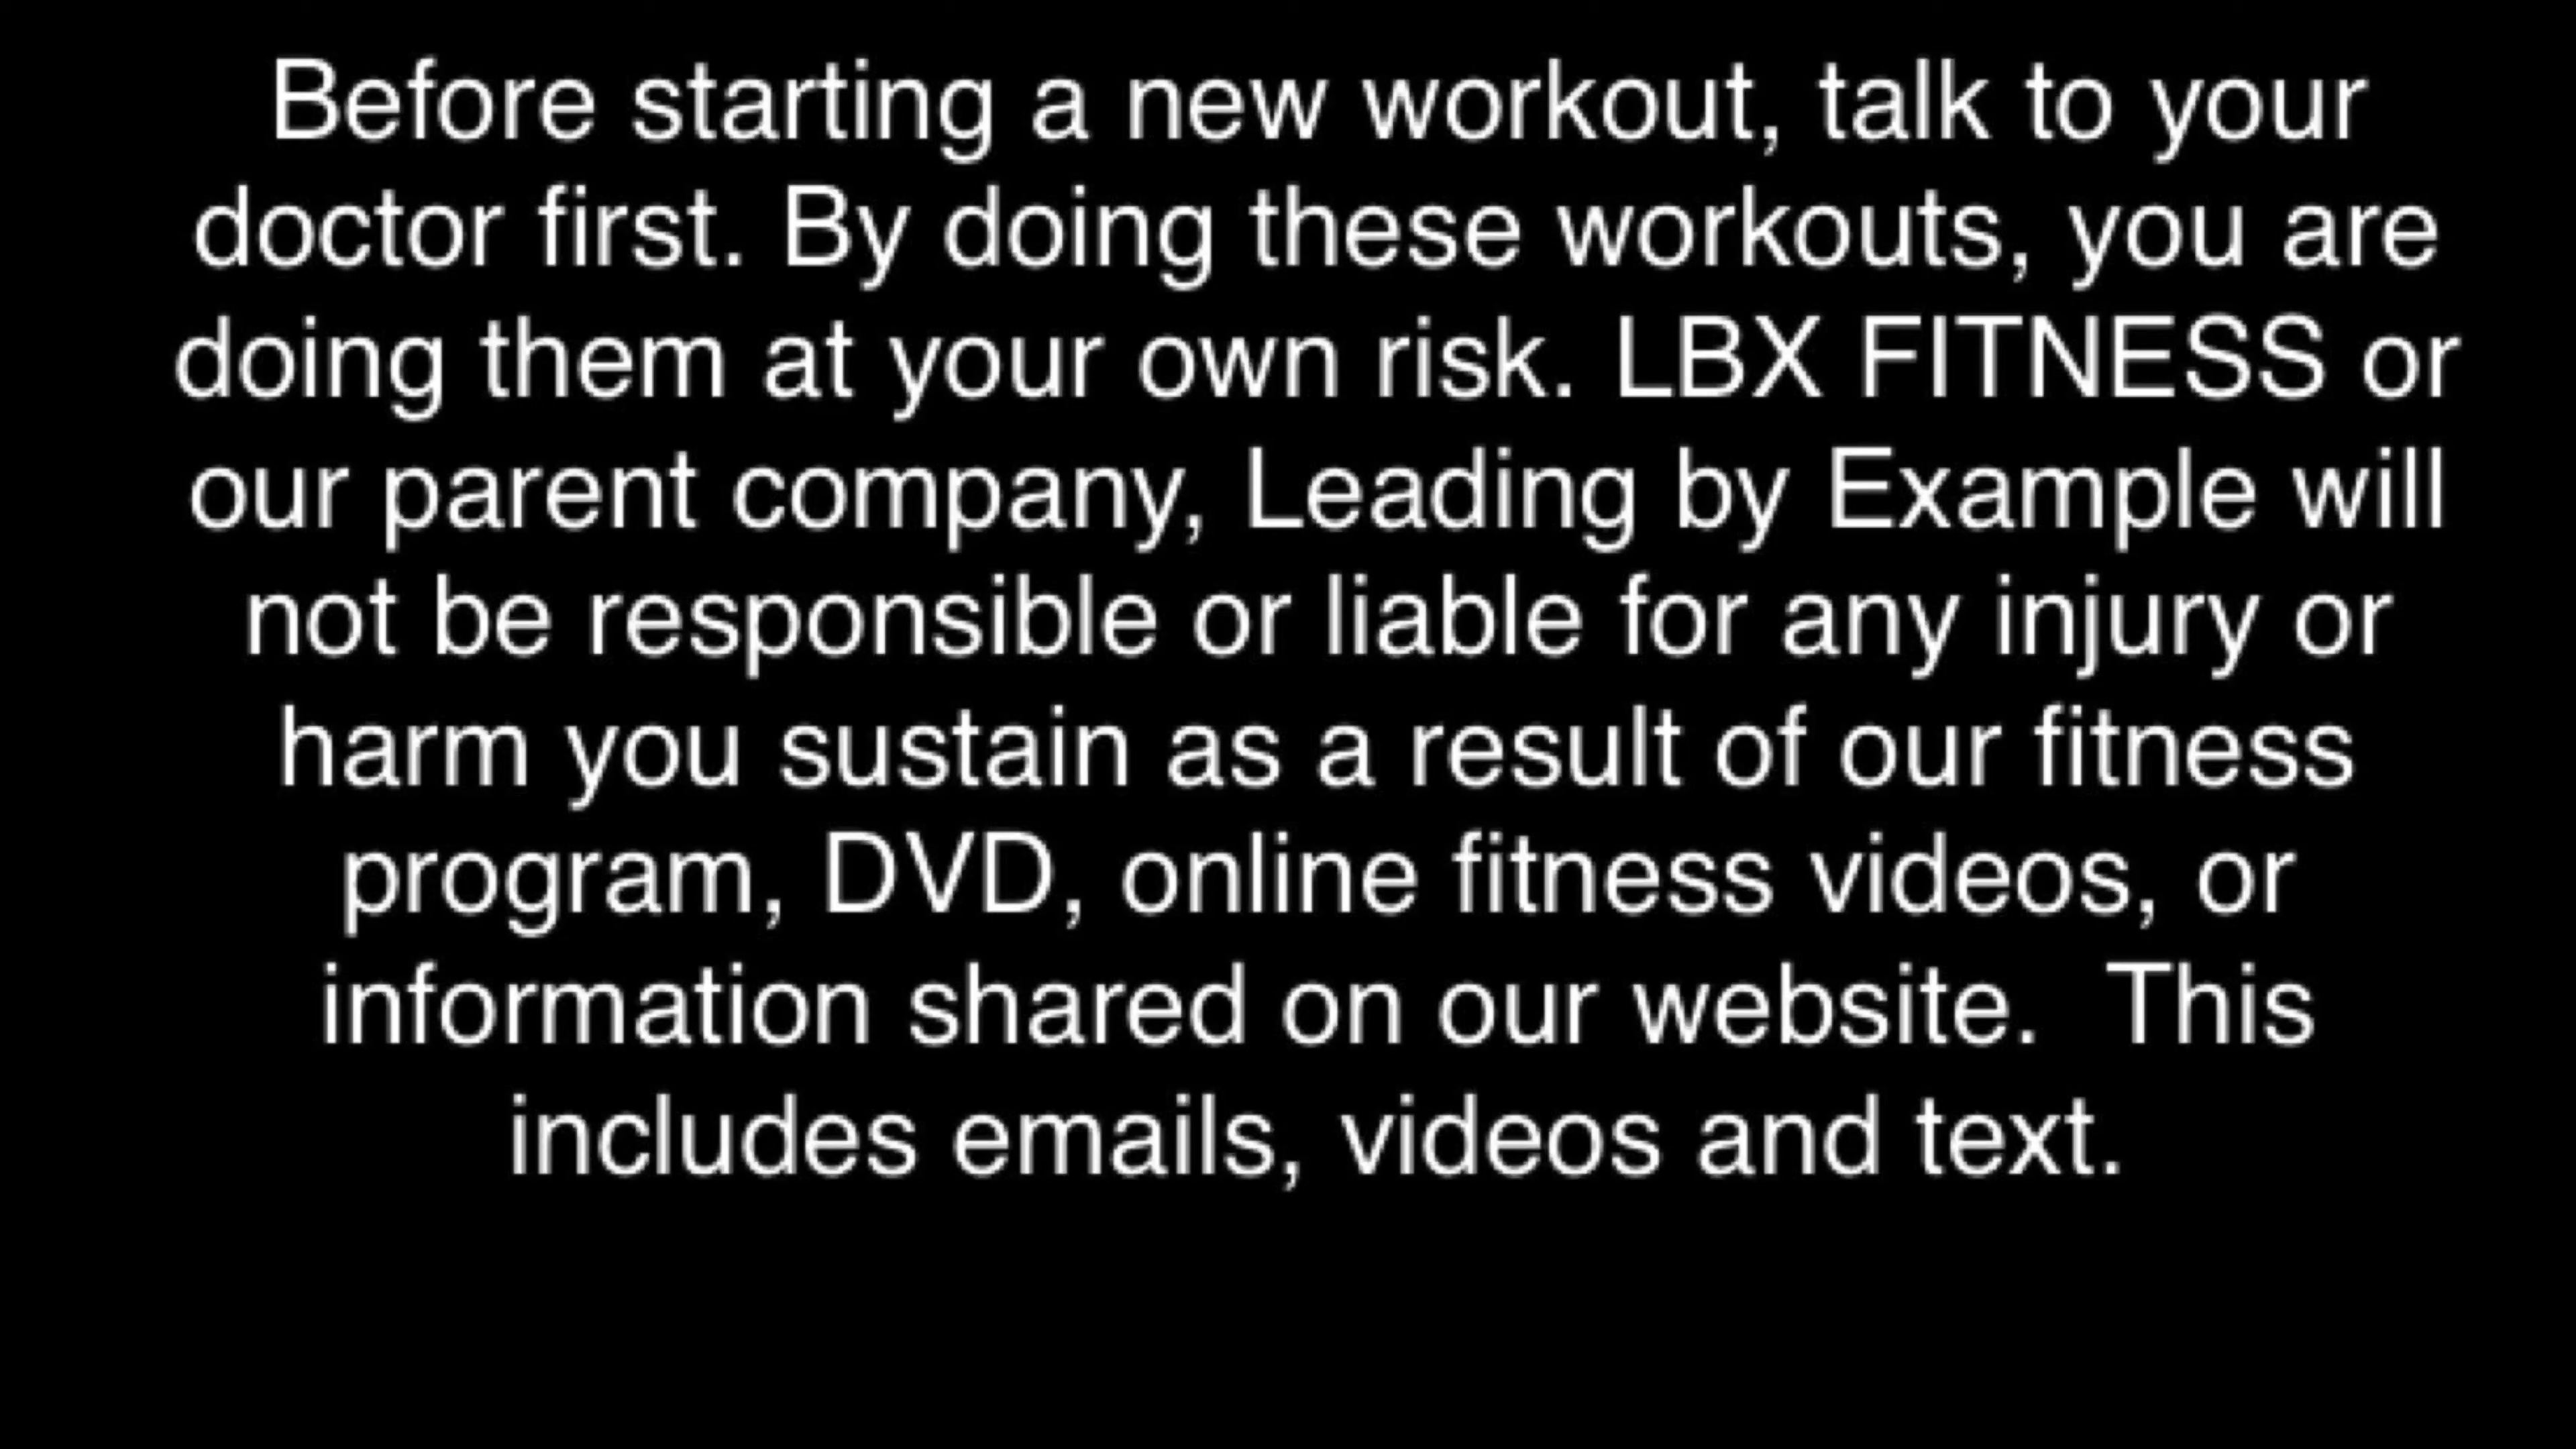 Before starting a new workout, talk to your
doctor first. By doing these workouts, you are
doing them at your own risk. LBX FITNESS or
our parent company, Leading by Example will
not be responsible or liable for any injury or
harm you sustain as a result of our fitness
program, DVD, online fitness videos, or
information shared on our website.  This
includes emails, videos and text.